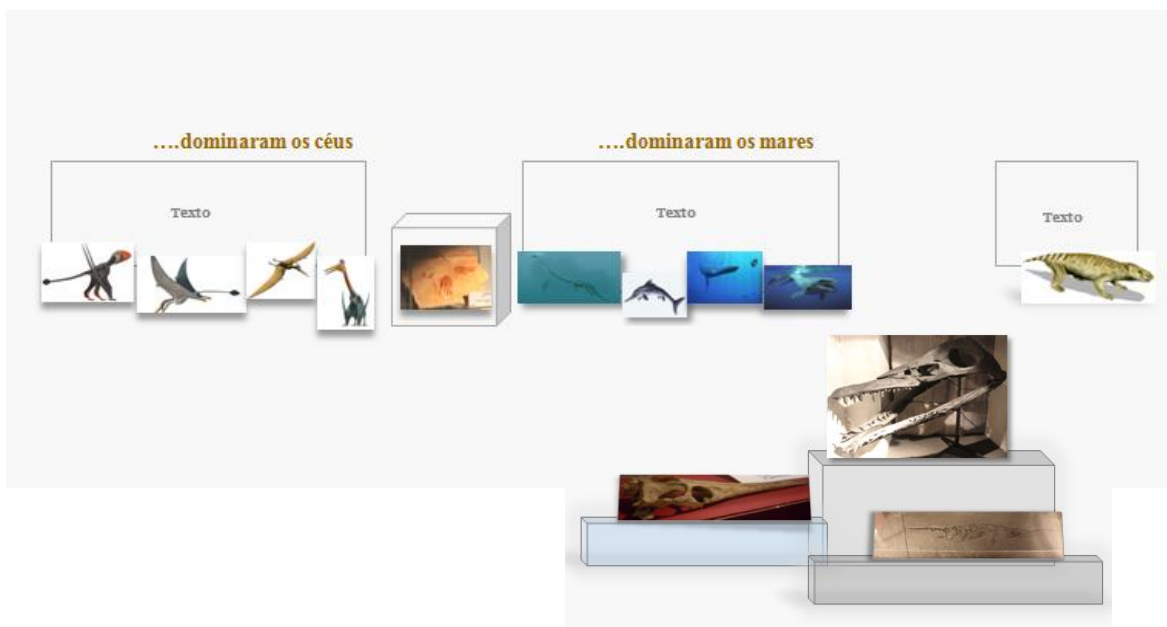 ….dominaram os céus
….dominaram os mares
Texto
Texto
Texto